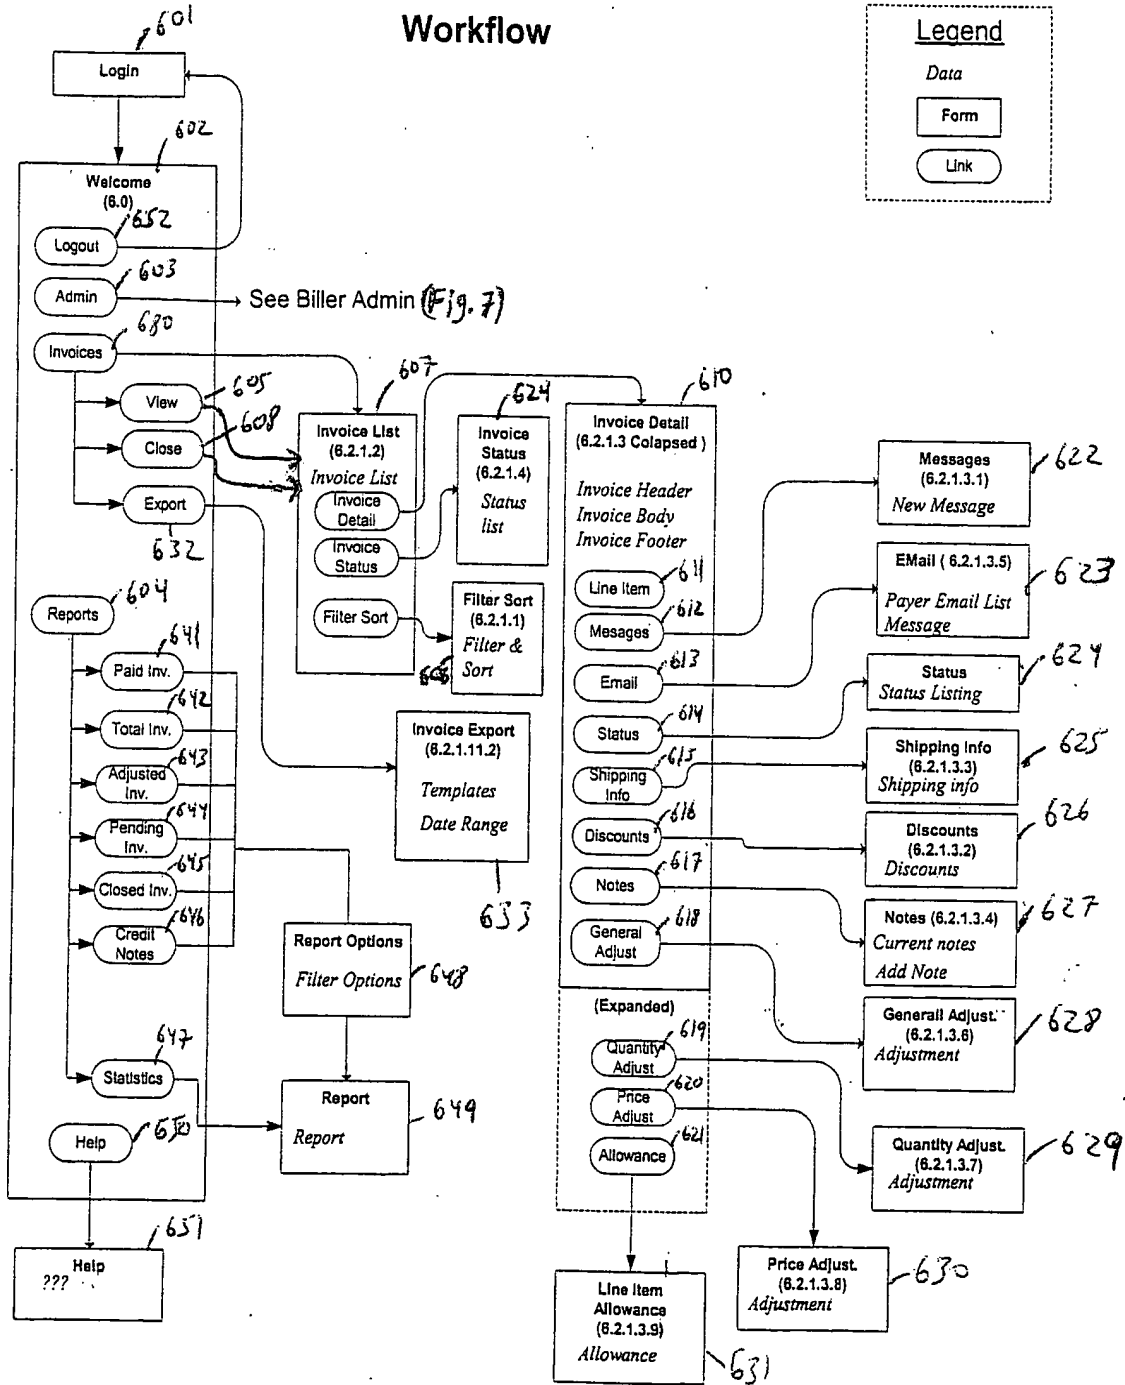 Workflow
Legend
Data
Form
Link
601
Login
602
Welcome
(6.0)
652
Logout
603
Admin
See Biller Admin (Fig. 7)
680
Invoices
605
View
608
Close
Export
632
604
Reports
641
Paid Inv.
642
Total Inv.
643
Adjusted
Inv.
644
Pending
Inv.
645
Closed Inv.
646
Credit
Notes
647
Statistics
650
Help
651
Help
???
607
Invoice List
(6.2.1.2)
Invoice List
Invoice
Detail
Invoice
Status
Filter Sort
624
Invoice
Status
(6.2.1.4)
Status
list
Filter Sort
(6.2.1.1)
Filter &
Sort
Invoice Export
(6.2.1.11.2)
Templates
Date Range
633
Report Options
Filter Options
648
Report
Report
649
610
Invoice Detail
(6.2.1.3 Colapsed )
Invoice Header
Invoice Body
Invoice Footer
611
Line Item
612
Mesages
613
Email
614
Status
615
Shipping
Info
616
Discounts
617
Notes
618
General
Adjust
(Expanded)
619
Quantity
Adjust
620
Price
Adjust
621
Allowance
Messages
(6.2.1.3.1)
New Message
622
EMail ( 6.2.1.3.5)
Payer Email List
Message
623
Status
Status Listing
624
Shipping Info
(6.2.1.3.3)
Shipping info
625
Discounts
(6.2.1.3.2)
Discounts
626
Notes (6.2.1.3.4)
Current notes
Add Note
627
Generall Adjust.
(6.2.1.3.6)
Adjustment
628
Quantity Adjust.
(6.2.1.3.7)
Adjustment
629
Price Adjust.
(6.2.1.3.8)
Adjustment
630
Line Item
Allowance
(6.2.1.3.9)
Allowance
631